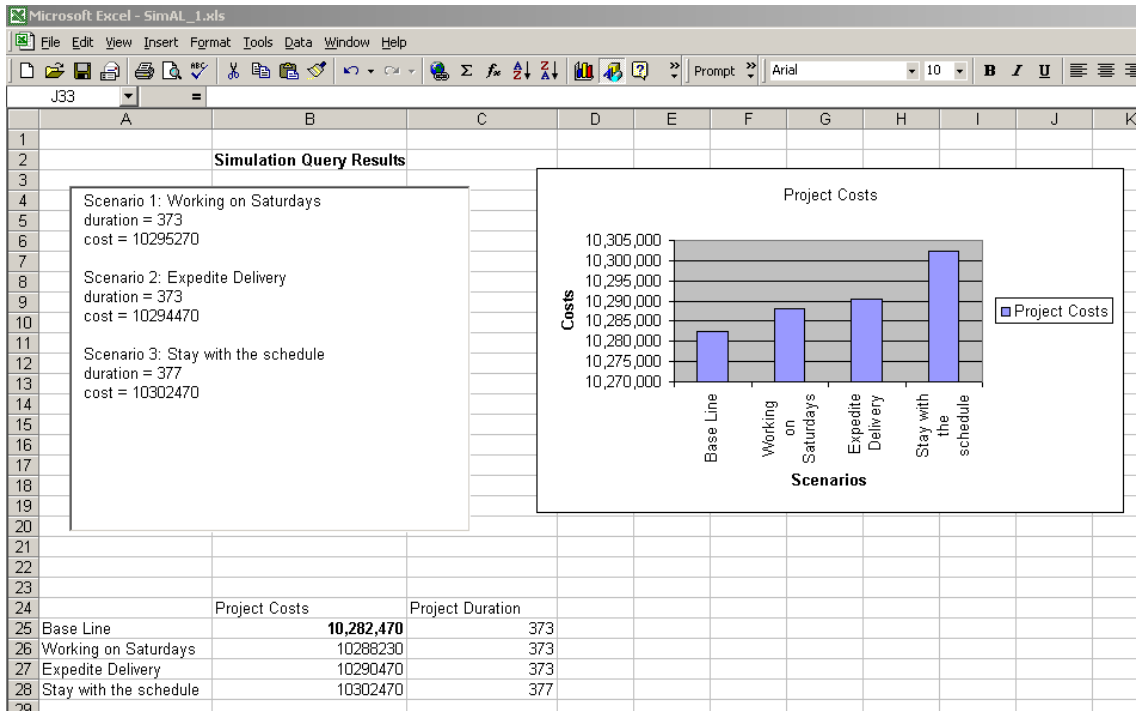 Microsoft Excel - SimAL_1.xls
File Edit View Insert Format Tools Data Window Help
Prompt Arial 10 B I U
J33 =
A B C D E F G H I J K
1
2 Simulation Query Results
3
4 Scenario 1: Working on Saturdays
5 duration = 373
6 cost = 10295270
7
8 Scenario 2: Expedite Delivery
9 duration = 373
10 cost = 10294470
11
12 Scenario 3: Stay with the schedule
13 duration = 377
14 cost = 10302470
15
16
17
18
19
20
21
22
23
24 Project Costs Project Duration
25 Base Line 10,282,470 373
26 Working on Saturdays 10288230 373
27 Expedite Delivery 10290470 373
28 Stay with the schedule 10302470 377
29
Project Costs
10,305,000
10,300,000
10,295,000
10,290,000
10,285,000
10,280,000
10,275,000
10,270,000
Costs
Base Line
Working on Saturdays
Expedite Delivery
Stay with the schedule
Scenarios
Project Costs